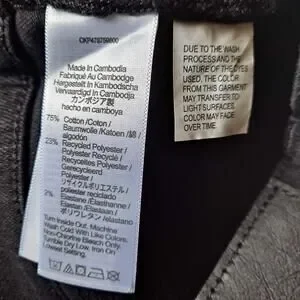 Made in Cambodia
Fabriqué Au Cambodge
Hergestellt in Kambodscha
Vervaardigd in Cambodja
カンボジア製
hecho en camboya
75% Cotton /Coton /
Baumwolle /Katoen / 綿 /
algodón
23% Recycled Polyester /
Polyester Recyclé /
Recyceltes Polyester /
Gerecycled Polyester /
リサイクルポリエステル /
2% Elastane /Élasthanne /
Elastan /Elastaan /
ポリウレタン /elastano
Turn Inside Out, Machine
Wash Cold With Like Colors.
Non-Chlorine Bleach Only.
Tumble Dry Low, Iron On
Lowest Setting.
DUE TO THE WASH
PROCESS AND THE
NATURE OF THE DYES
USED, THE COLOR
FROM THIS GARMENT
MAY TRANSFER TO
LIGHT SURFACES.
COLOR MAY FADE
OVER TIME.